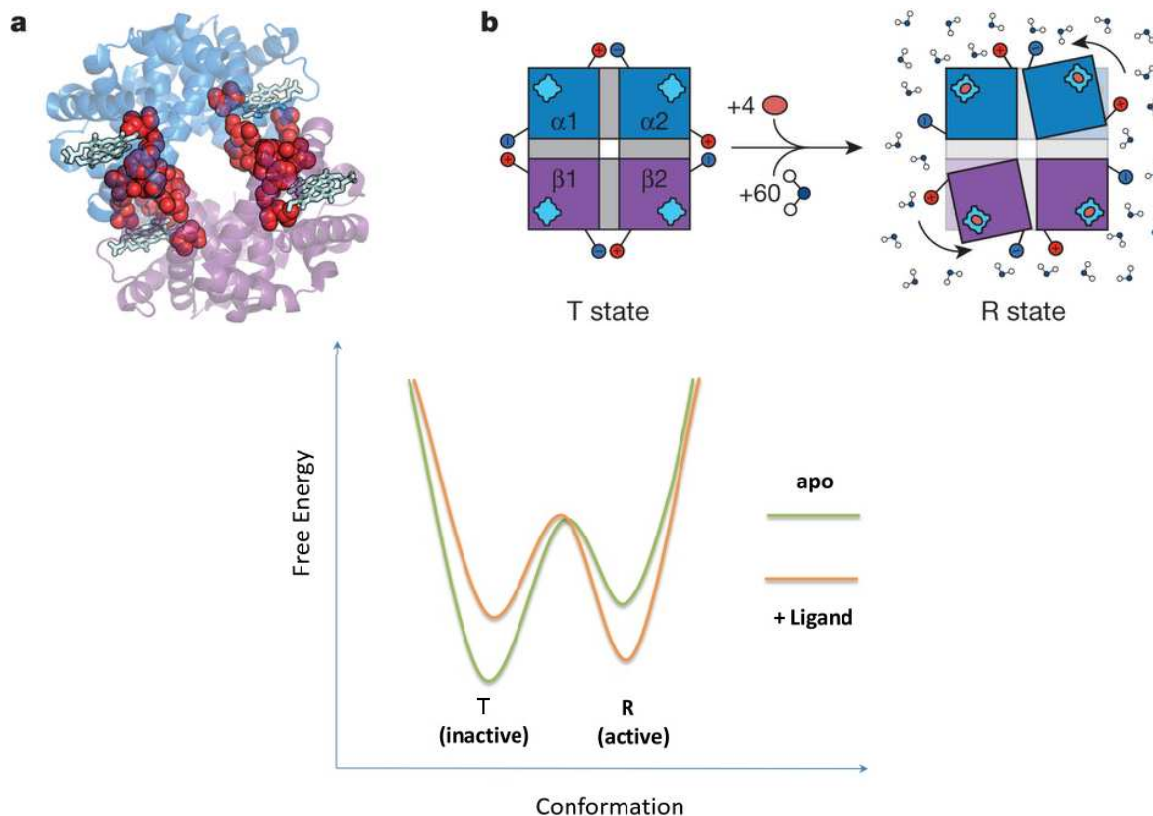 a
b
+ − + −
α1 α2
β1 β2
+4
+60
T state
R state
Free Energy
apo
+ Ligand
T
(inactive)
R
(active)
Conformation